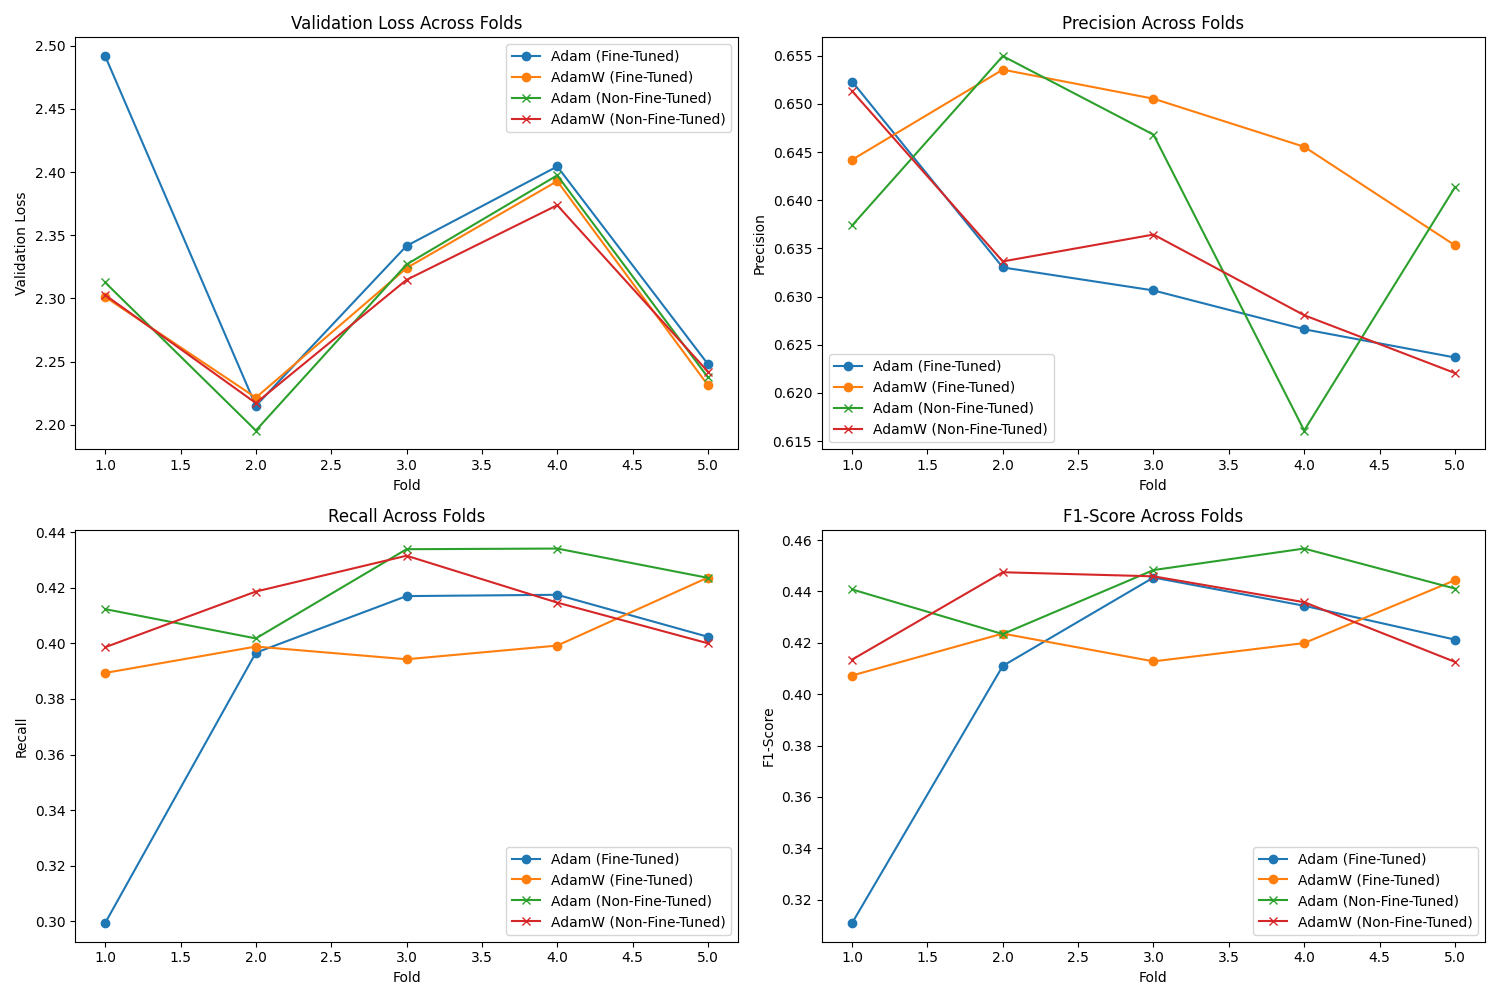 Validation Loss Across Folds
Validation Loss
2.50
2.45
2.40
2.35
2.30
2.25
2.20
Adam (Fine-Tuned)
AdamW (Fine-Tuned)
Adam (Non-Fine-Tuned)
AdamW (Non-Fine-Tuned)
1.0 1.5 2.0 2.5 3.0 3.5 4.0 4.5 5.0
Fold
Precision Across Folds
Precision
0.655
0.650
0.645
0.640
0.635
0.630
0.625
0.620
0.615
Adam (Fine-Tuned)
AdamW (Fine-Tuned)
Adam (Non-Fine-Tuned)
AdamW (Non-Fine-Tuned)
1.0 1.5 2.0 2.5 3.0 3.5 4.0 4.5 5.0
Fold
Recall Across Folds
Recall
0.44
0.42
0.40
0.38
0.36
0.34
0.32
0.30
Adam (Fine-Tuned)
AdamW (Fine-Tuned)
Adam (Non-Fine-Tuned)
AdamW (Non-Fine-Tuned)
1.0 1.5 2.0 2.5 3.0 3.5 4.0 4.5 5.0
Fold
F1-Score Across Folds
F1-Score
0.46
0.44
0.42
0.40
0.38
0.36
0.34
0.32
Adam (Fine-Tuned)
AdamW (Fine-Tuned)
Adam (Non-Fine-Tuned)
AdamW (Non-Fine-Tuned)
1.0 1.5 2.0 2.5 3.0 3.5 4.0 4.5 5.0
Fold